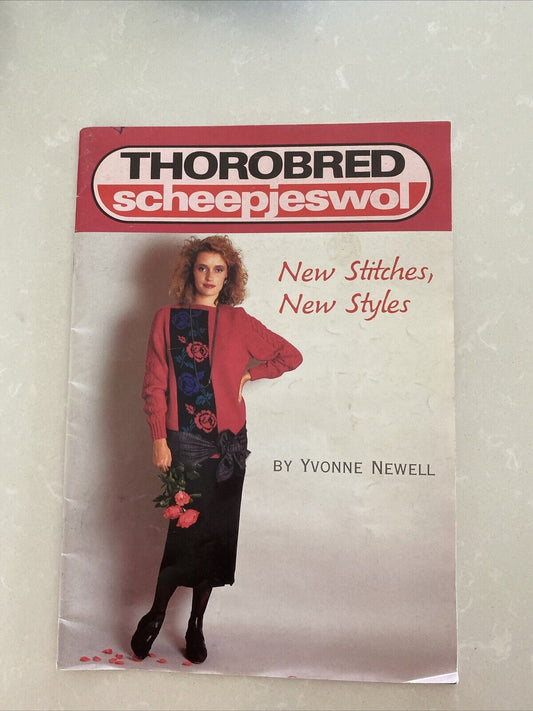 THOROBRED
scheepjeswol
New Stitches,
New Styles
BY YVONNE NEWELL